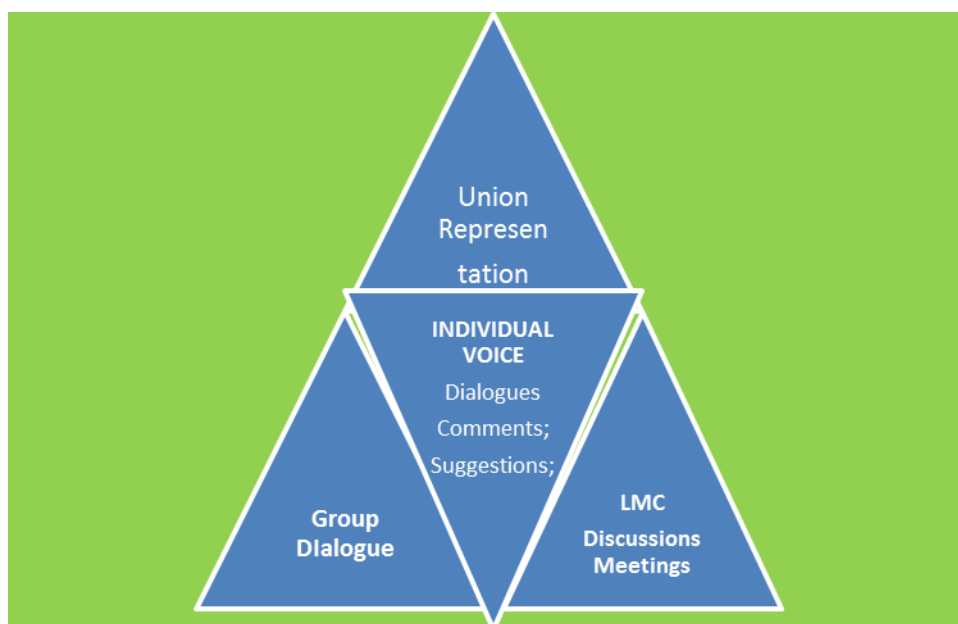 Union
Represen
tation
INDIVIDUAL
VOICE
Dialogues
Comments;
Suggestions;
Group
DIalogue
LMC
Discussions
Meetings